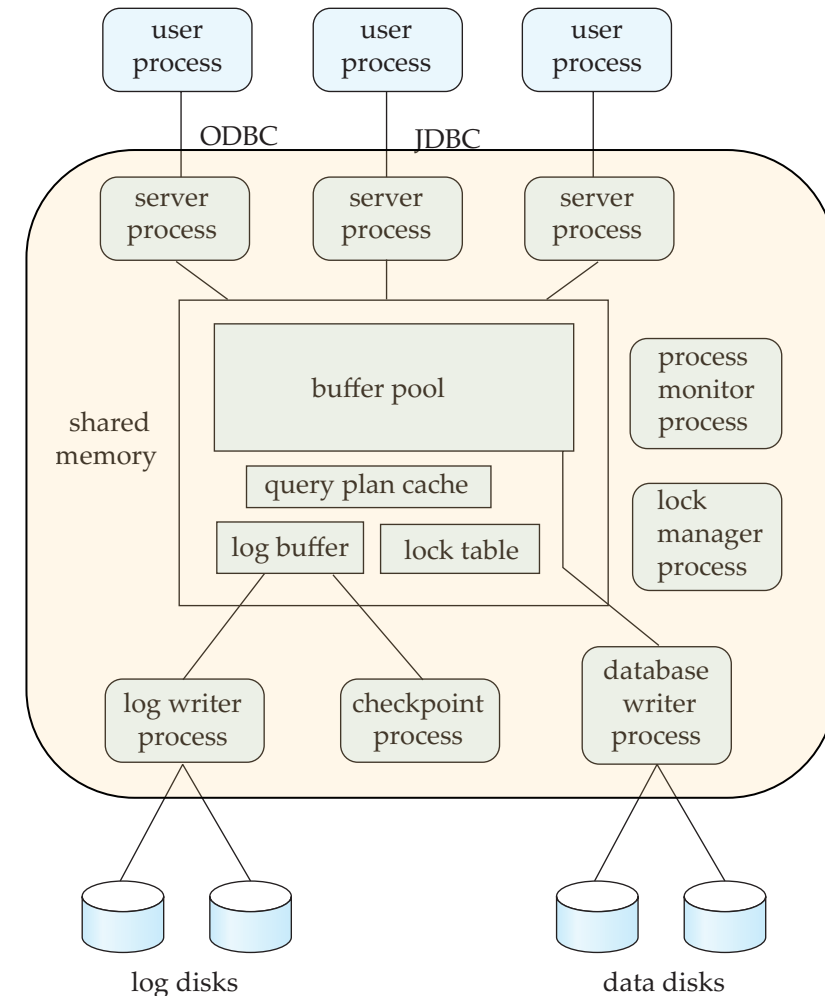 user
process
user
process
user
process
ODBC
JDBC
server
process
server
process
server
process
buffer pool
shared
memory
process
monitor
process
query plan cache
log buffer
lock table
lock
manager
process
log writer
process
checkpoint
process
database
writer
process
log disks
data disks